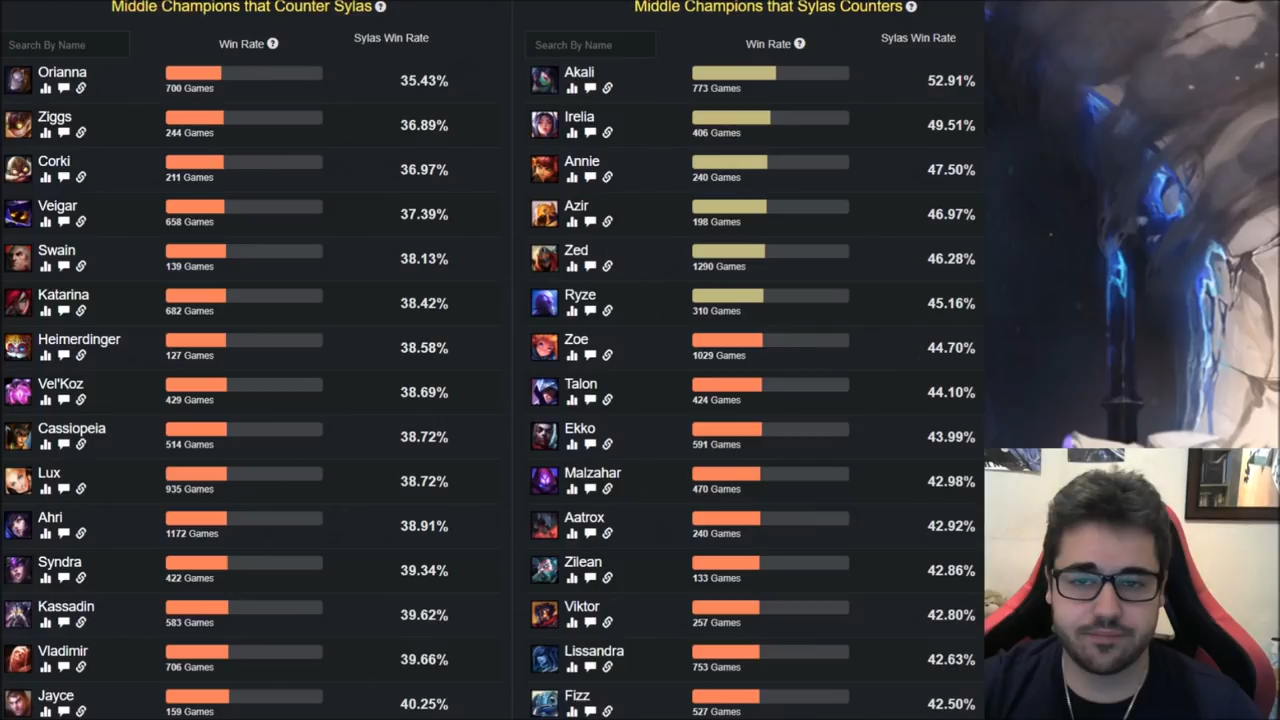 Middle Champions that Counter Sylas
Search By Name
Win Rate
Sylas Win Rate
Orianna
700 Games
35.43%
Ziggs
244 Games
36.89%
Corki
211 Games
36.97%
Veigar
658 Games
37.39%
Swain
139 Games
38.13%
Katarina
682 Games
38.42%
Heimerdinger
127 Games
38.58%
Vel'Koz
429 Games
38.69%
Cassiopeia
514 Games
38.72%
Lux
935 Games
38.72%
Ahri
1172 Games
38.91%
Syndra
422 Games
39.34%
Kassadin
583 Games
39.62%
Vladimir
706 Games
39.66%
Jayce
159 Games
40.25%
Middle Champions that Sylas Counters
Search By Name
Win Rate
Sylas Win Rate
Akali
773 Games
52.91%
Irelia
406 Games
49.51%
Annie
240 Games
47.50%
Azir
198 Games
46.97%
Zed
1290 Games
46.28%
Ryze
310 Games
45.16%
Zoe
1029 Games
44.70%
Talon
424 Games
44.10%
Ekko
591 Games
43.99%
Malzahar
470 Games
42.98%
Aatrox
240 Games
42.92%
Zilean
133 Games
42.86%
Viktor
257 Games
42.80%
Lissandra
753 Games
42.63%
Fizz
527 Games
42.50%